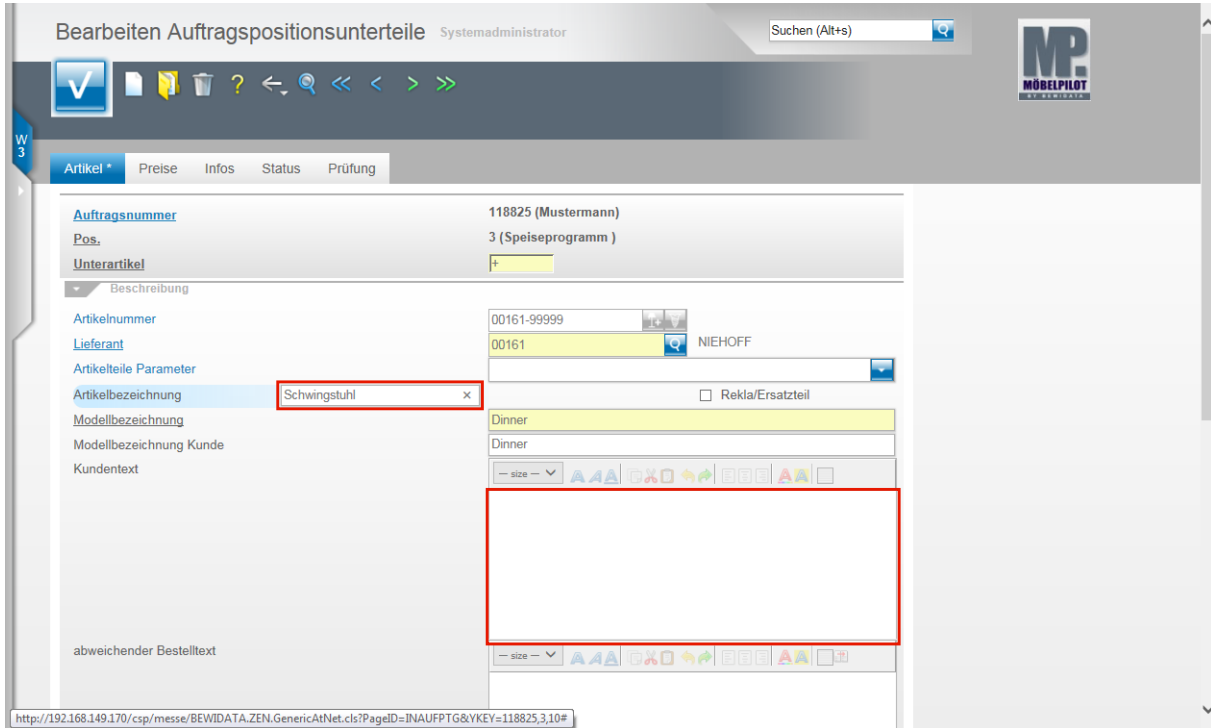 Bearbeiten Auftragspositionsunterteile Systemadministrator
Suchen (Alt+s)
MP.
MÖBELPILOT
BY BEWIDATA
W
3
Artikel * Preise Infos Status Prüfung
Auftragsnummer 118825 (Mustermann)
Pos. 3 (Speiseprogramm )
Unterartikel +
Beschreibung
Artikelnummer 00161-99999
Lieferant 00161 NIEHOFF
Artikelteile Parameter
Artikelbezeichnung Schwingstuhl × Rekla/Ersatzteil
Modellbezeichnung Dinner
Modellbezeichnung Kunde Dinner
Kundentext — size —
abweichender Bestelltext — size —
http://192.168.149.170/csp/messe/BEWIDATA.ZEN.GenericAtNet.cls?PageID=INAUFPTG&YKEY=118825,3,10#